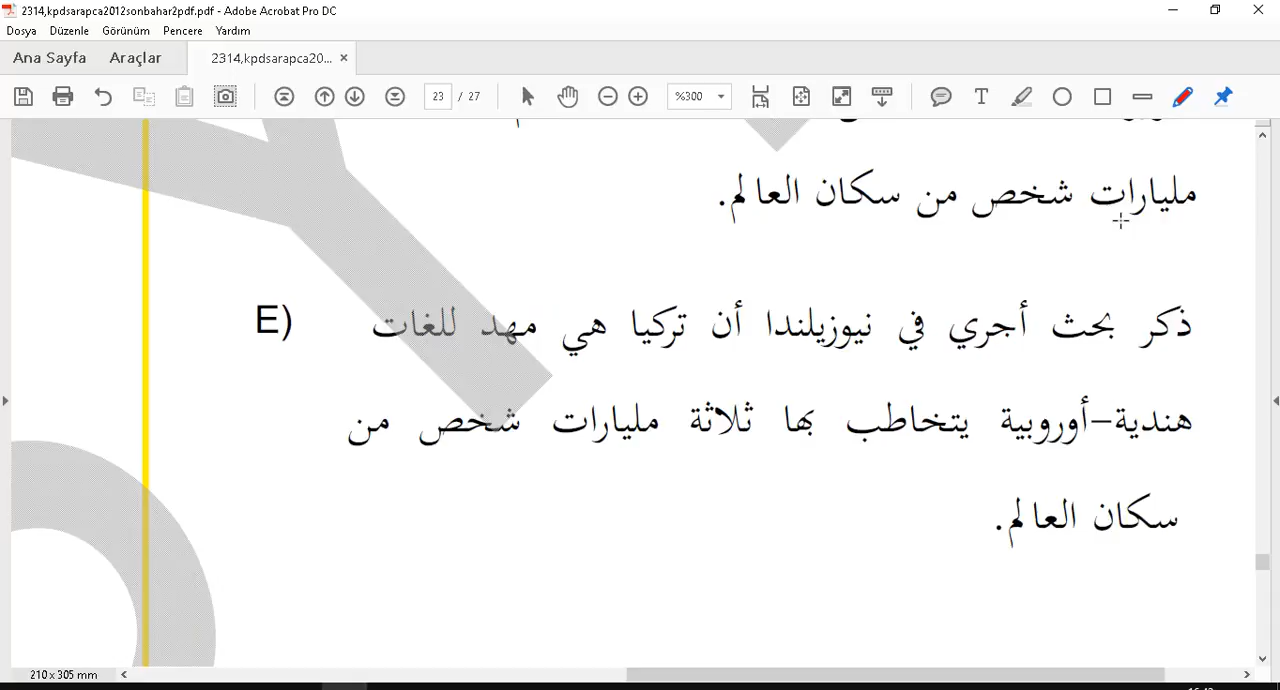 2314,kpdsarapca2012sonbahar2pdf.pdf - Adobe Acrobat Pro DC
Dosya Düzenle Görünüm Pencere Yardım
Ana Sayfa Araçlar 2314,kpdsarapca20... ×
23 / 27 %300
مليارات شخص من سكان العالم.
E) ذكر بحث أجري في نيوزيلندا أن تركيا هي مهد للغات
هندية-أوروبية يتخاطب بها ثلاثة مليارات شخص من
سكان العالم.
210 x 305 mm